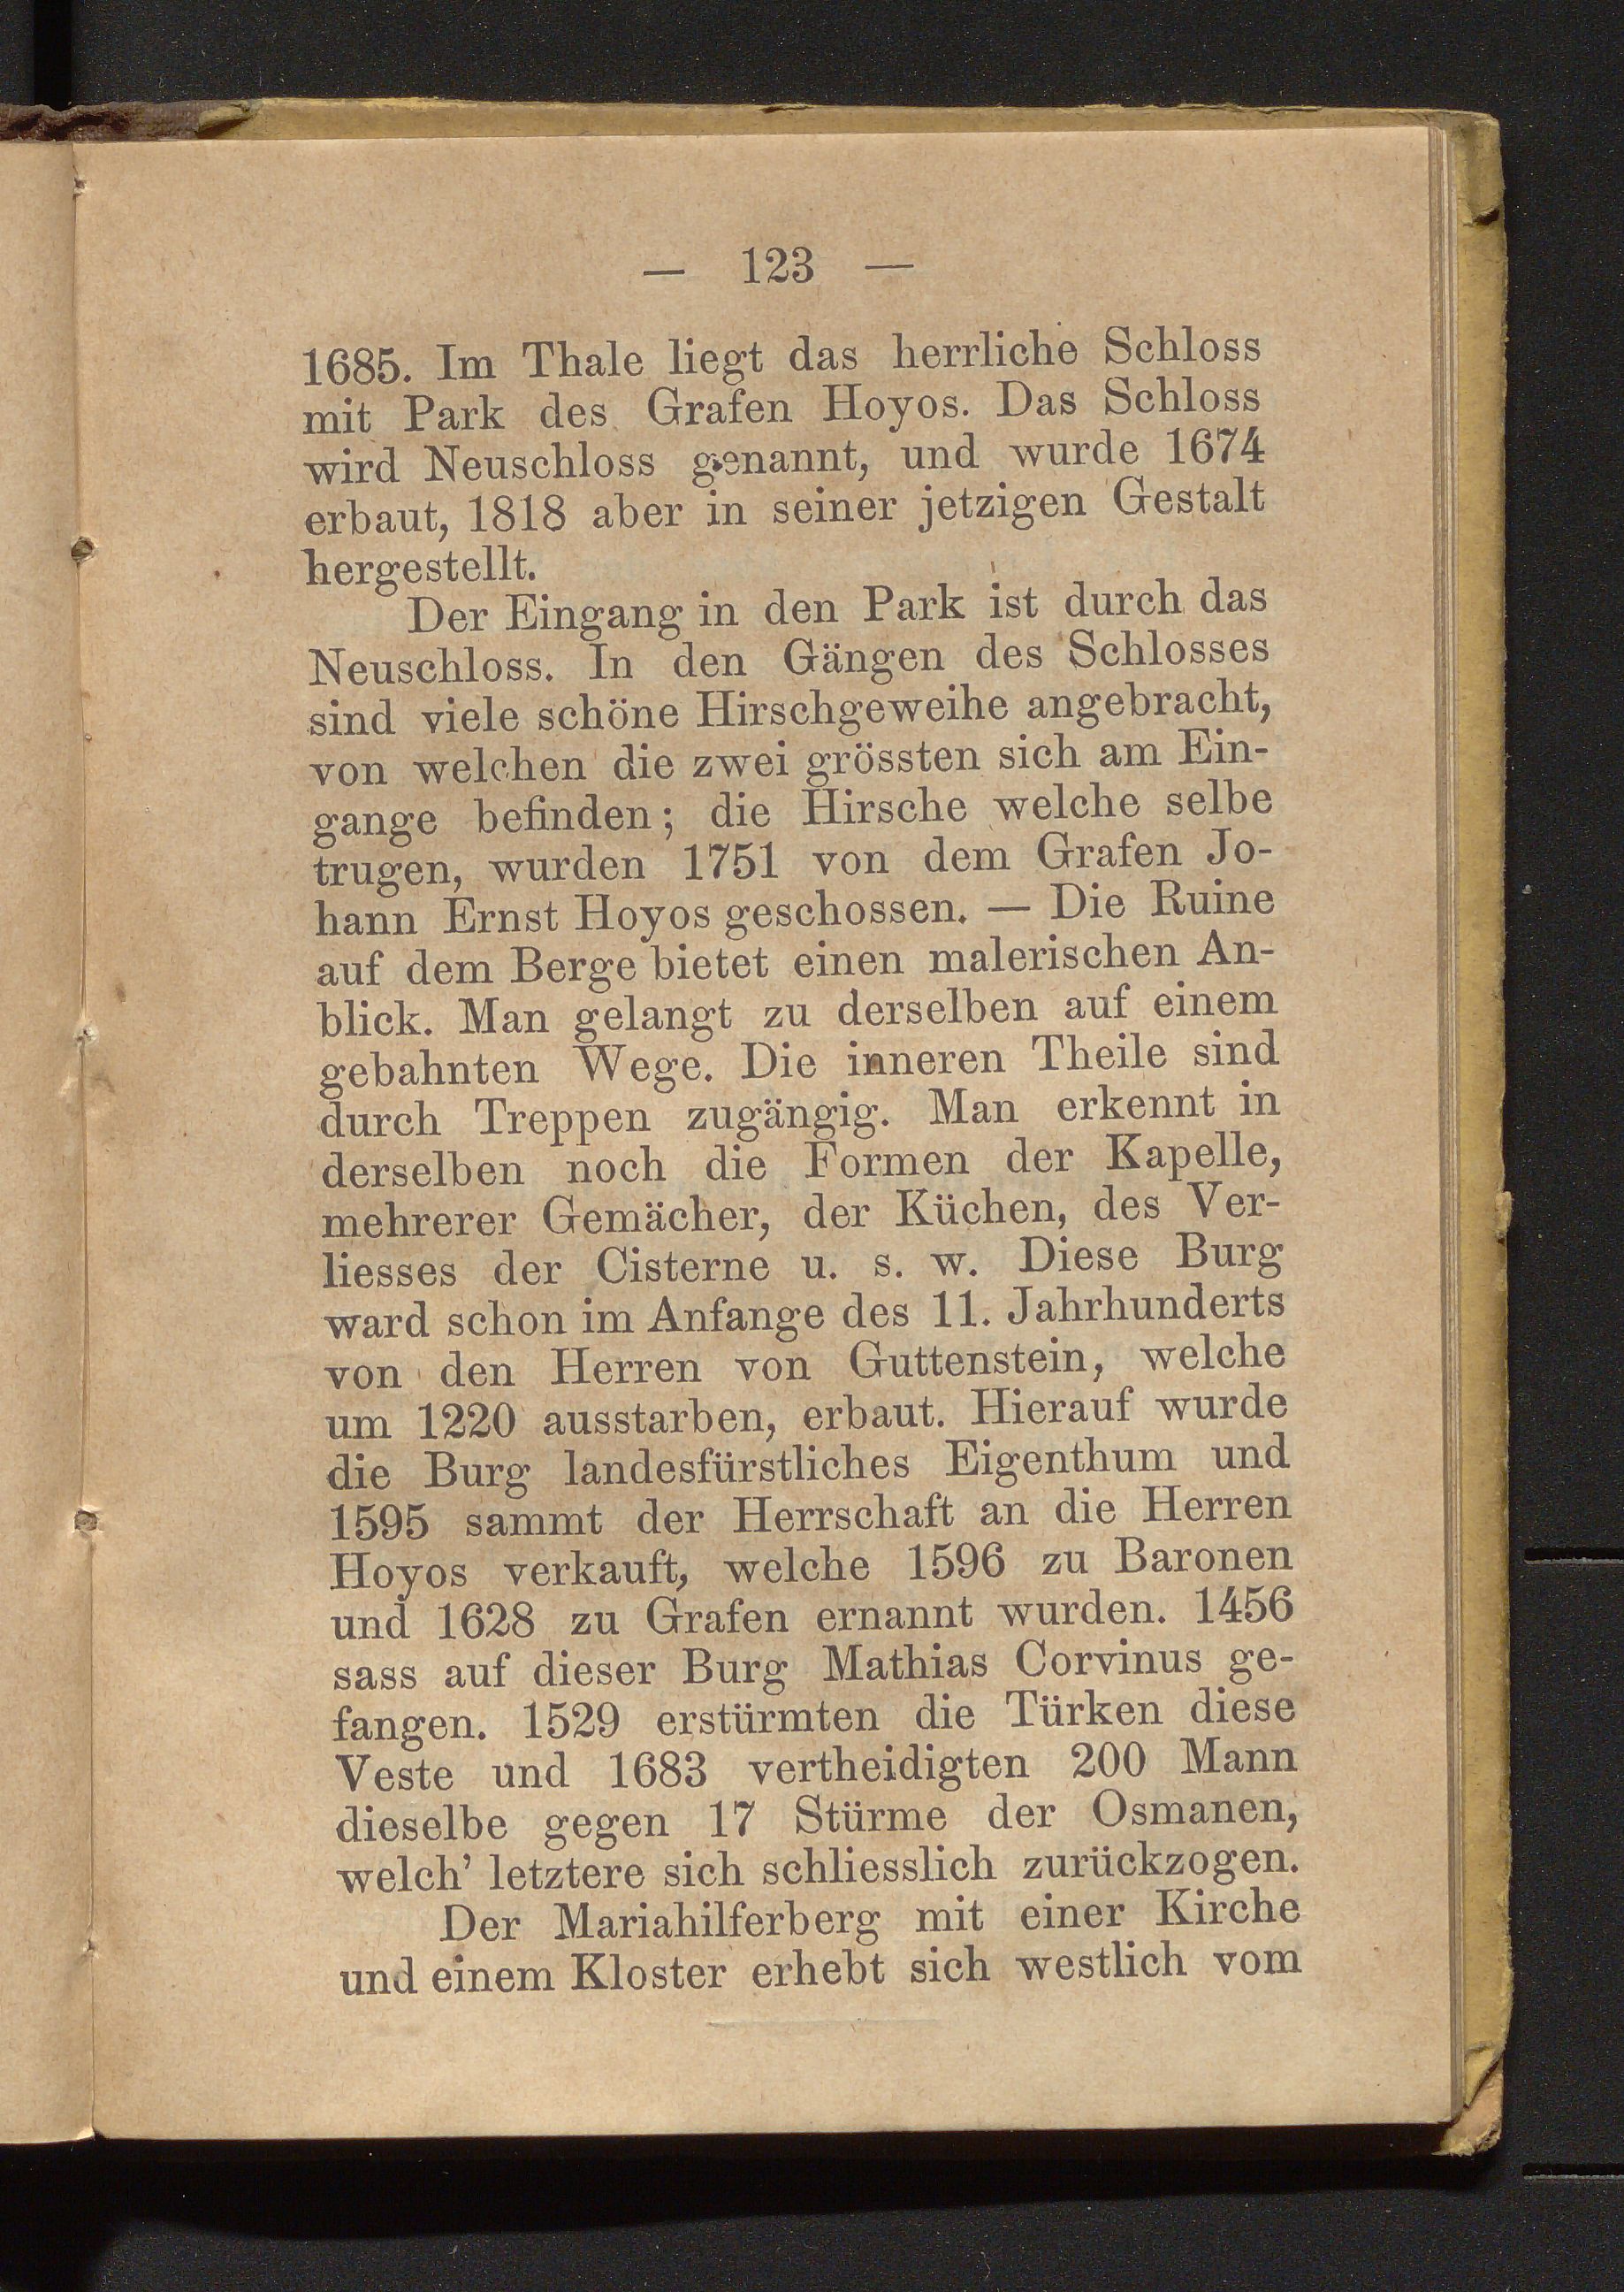 — 123 —
1685. Im Thale liegt das herrliche Schloss
mit Park des Grafen Hoyos. Das Schloss
wird Neuschloss genannt, und wurde 1674
erbaut, 1818 aber in seiner jetzigen Gestalt
hergestellt.
Der Eingang in den Park ist durch das
Neuschloss. In den Gängen des Schlosses
sind viele schöne Hirschgeweihe angebracht,
von welchen die zwei grössten sich am Ein-
gange befinden; die Hirsche welche selbe
trugen, wurden 1751 von dem Grafen Jo-
hann Ernst Hoyos geschossen. — Die Ruine
auf dem Berge bietet einen malerischen An-
blick. Man gelangt zu derselben auf einem
gebahnten Wege. Die inneren Theile sind
durch Treppen zugängig. Man erkennt in
derselben noch die Formen der Kapelle,
mehrerer Gemächer, der Küchen, des Ver-
liesses der Cisterne u. s. w. Diese Burg
ward schon im Anfange des 11. Jahrhunderts
von den Herren von Guttenstein, welche
um 1220 ausstarben, erbaut. Hierauf wurde
die Burg landesfürstliches Eigenthum und
1595 sammt der Herrschaft an die Herren
Hoyos verkauft, welche 1596 zu Baronen
und 1628 zu Grafen ernannt wurden. 1456
sass auf dieser Burg Mathias Corvinus ge-
fangen. 1529 erstürmten die Türken diese
Veste und 1683 vertheidigten 200 Mann
dieselbe gegen 17 Stürme der Osmanen,
welch' letztere sich schliesslich zurückzogen.
Der Mariahilferberg mit einer Kirche
und einem Kloster erhebt sich westlich vom